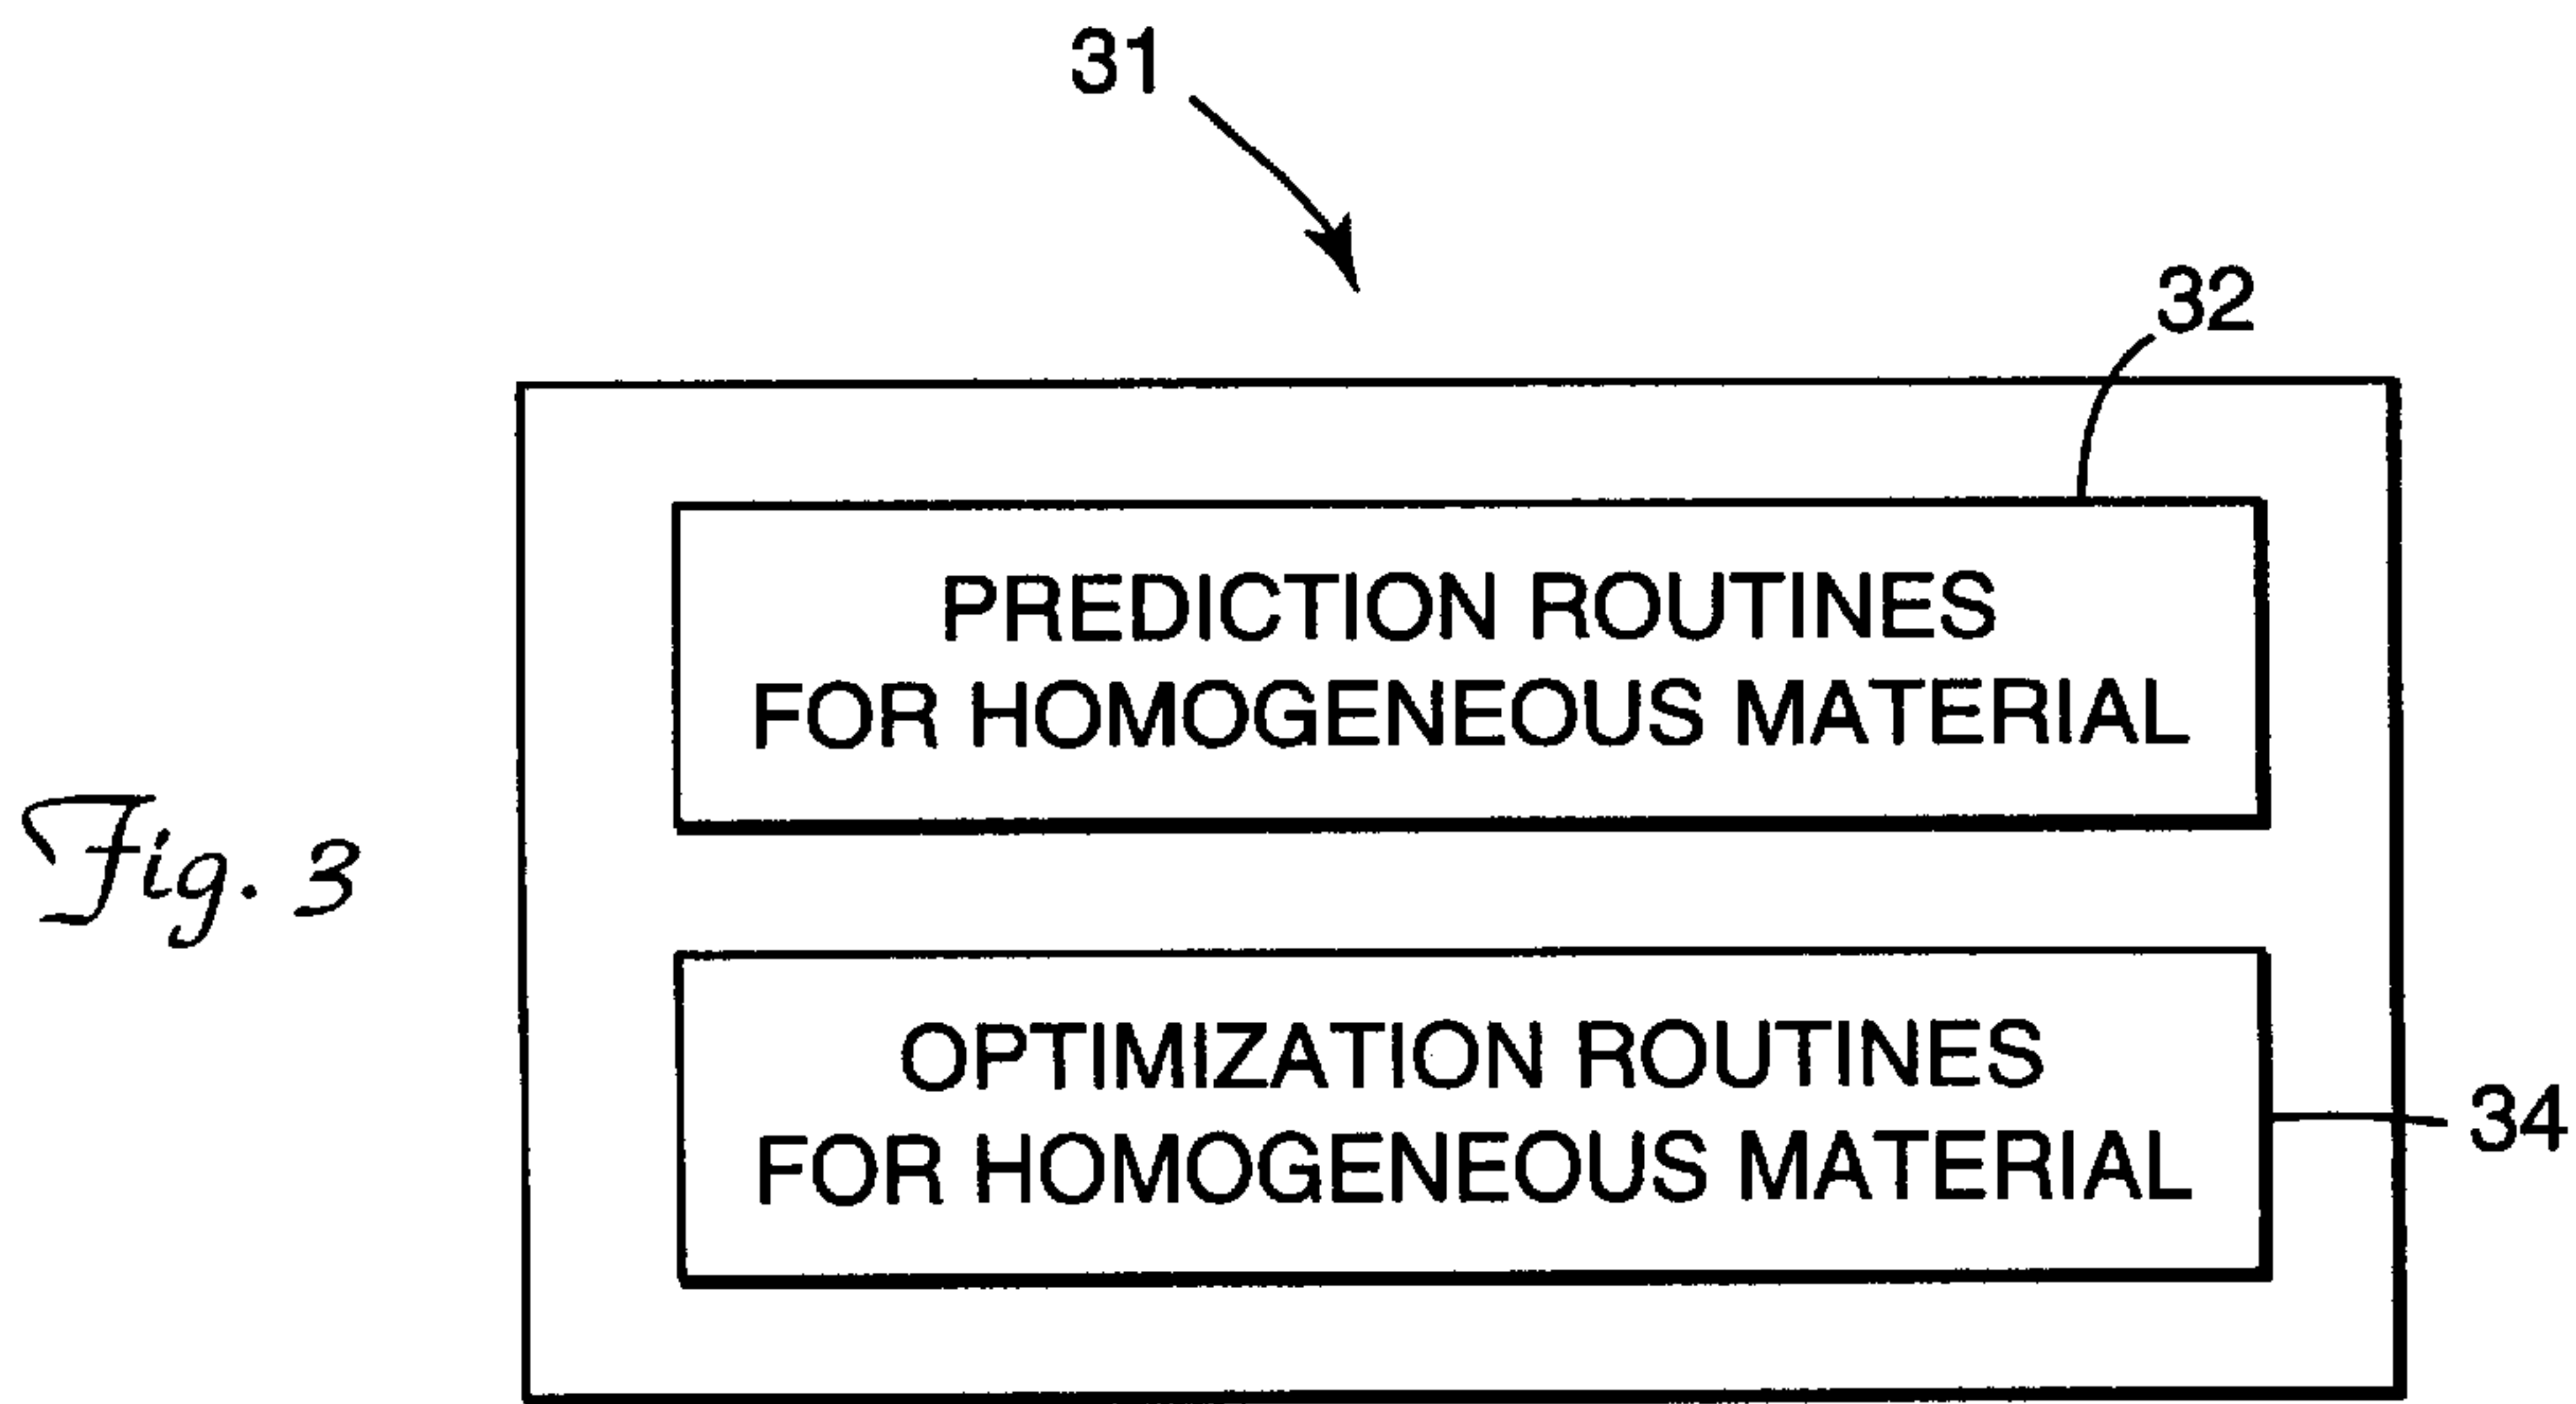 31
32
PREDICTION ROUTINES
FOR HOMOGENEOUS MATERIAL
Fig. 3
OPTIMIZATION ROUTINES
FOR HOMOGENEOUS MATERIAL
34